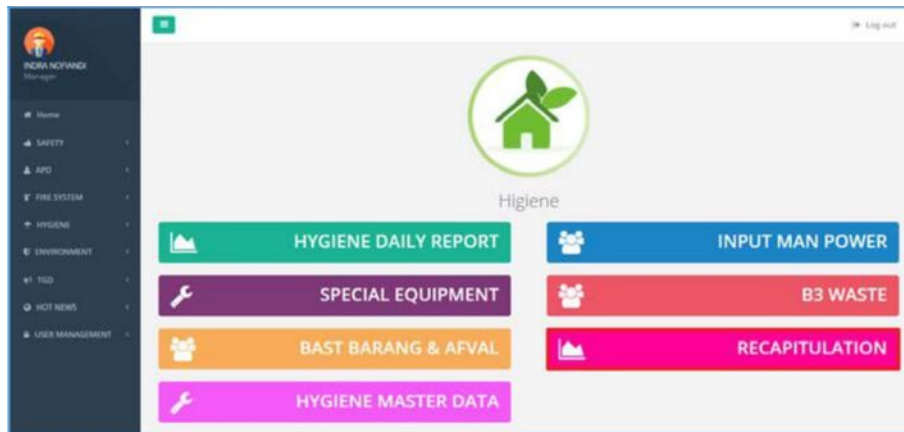 Log out
INDRA NOFIANDI
Manager
Home
SAFETY
APD
FIRE SYSTEM
HYGIENE
ENVIRONMENT
TGD
HOT NEWS
USER MANAGEMENT
Higiene
HYGIENE DAILY REPORT
INPUT MAN POWER
SPECIAL EQUIPMENT
B3 WASTE
BAST BARANG & AFVAL
RECAPITULATION
HYGIENE MASTER DATA